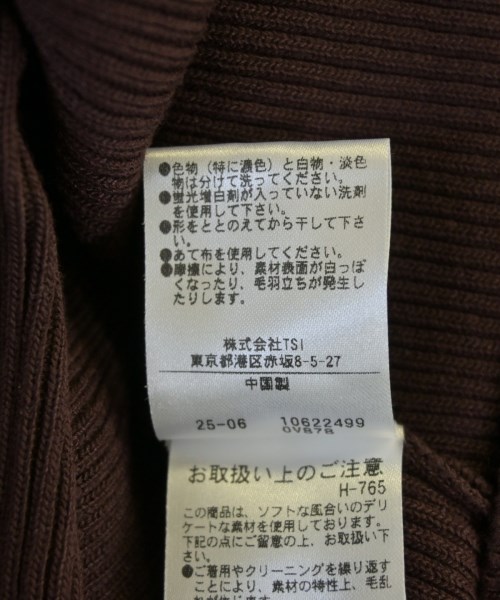 ●色物（特に濃色）と白物・淡色
物は分けて洗ってください。
●蛍光増白剤が入っていない洗剤
を使用して下さい。
●形をととのえてから干して下さ
い。
●あて布を使用してください。
●摩擦により、素材表面が白っぽ
くなったり、毛羽立ちが発生し
たりします。
株式会社TSI
東京都港区赤坂8-5-27
中国製
25-06 10622499
0V878
お取扱い上のご注意
H-765
この商品は、ソフトな風合いのデリ
ケートな素材を使用しております。
下記の点にご留意の上、お取扱い下
さい。
●ご着用やクリーニングを繰り返す
ことにより、素材の特性上、毛乱